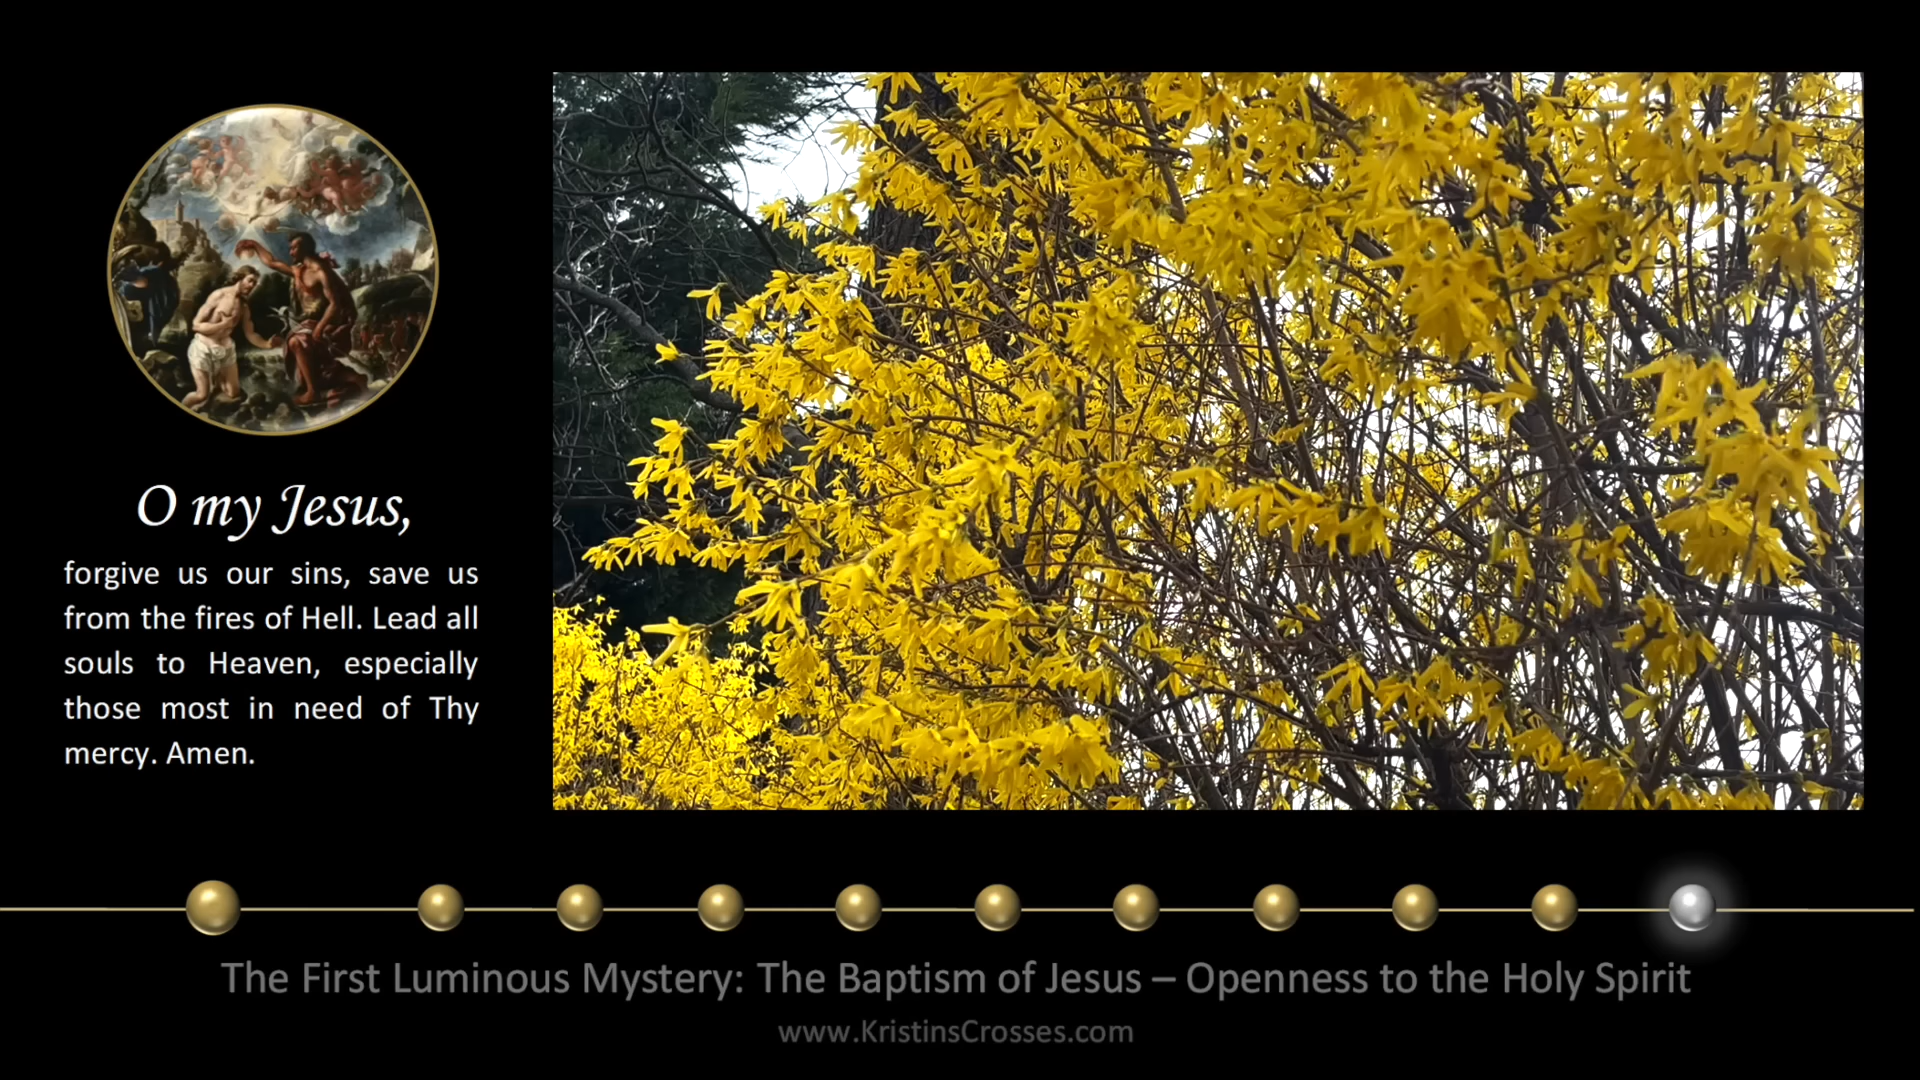 O my Jesus,
forgive us our sins, save us
from the fires of Hell. Lead all
souls to Heaven, especially
those most in need of Thy
mercy. Amen.
The First Luminous Mystery: The Baptism of Jesus – Openness to the Holy Spirit
www.KristinsCrosses.com